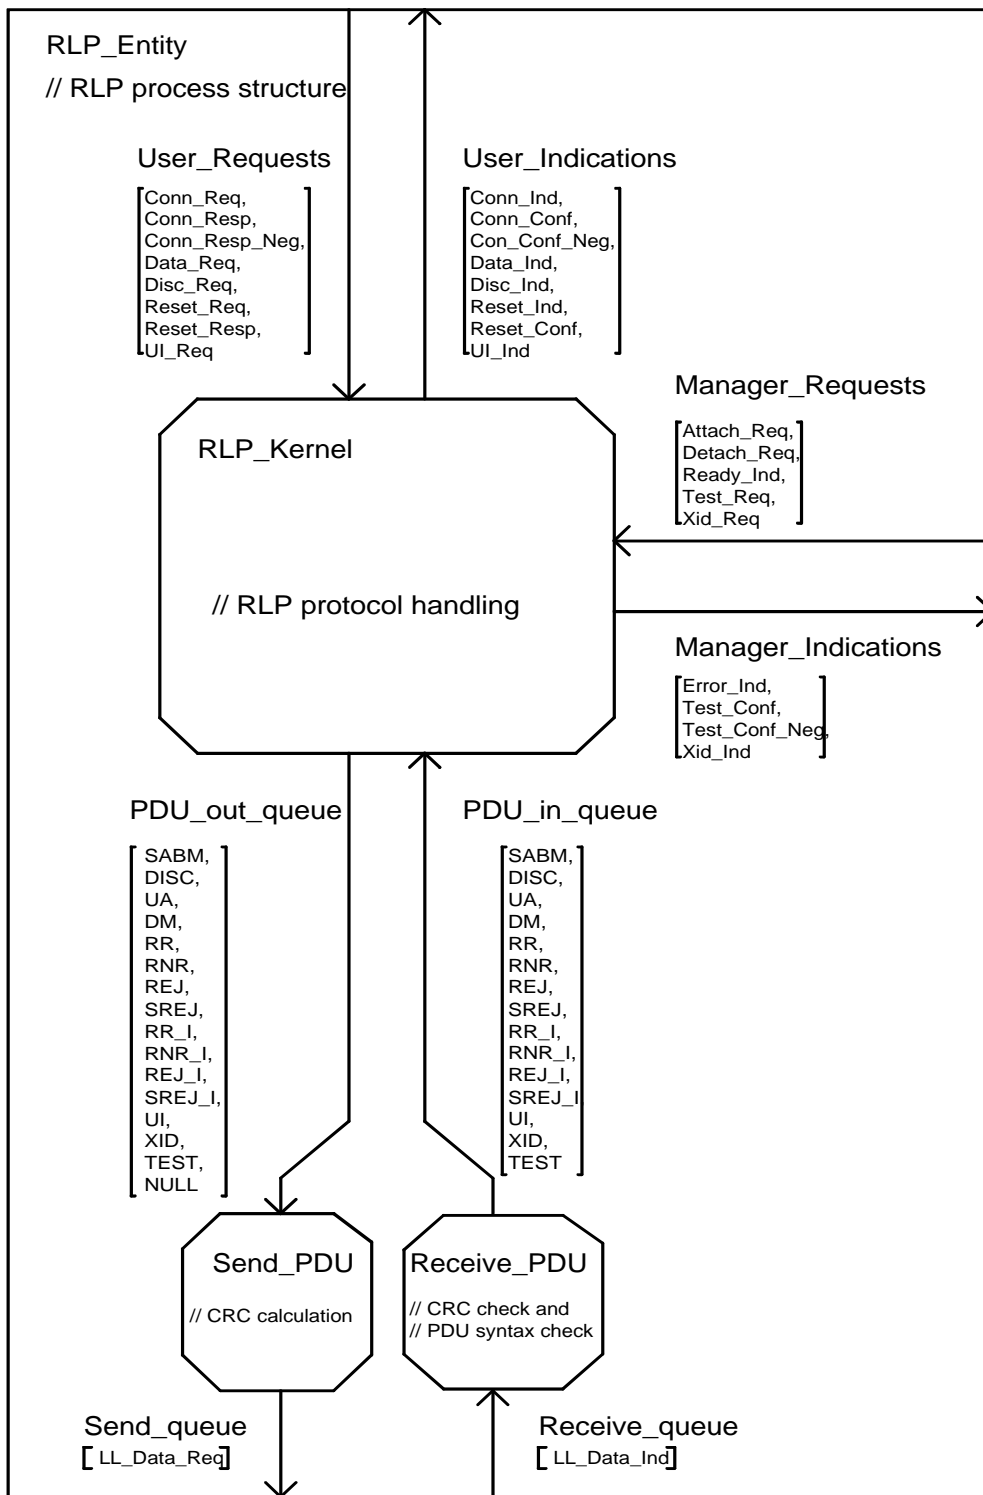 RLP_Entity
// RLP process structure
User_Requests
[Conn_Req,
Conn_Resp,
Conn_Resp_Neg,
Data_Req,
Disc_Req,
Reset_Req,
Reset_Resp,
UI_Req]
User_Indications
[Conn_Ind,
Conn_Conf,
Con_Conf_Neg,
Data_Ind,
Disc_Ind,
Reset_Ind,
Reset_Conf,
UI_Ind]
Manager_Requests
[Attach_Req,
Detach_Req,
Ready_Ind,
Test_Req,
Xid_Req]
RLP_Kernel
// RLP protocol handling
Manager_Indications
[Error_Ind,
Test_Conf,
Test_Conf_Neg,
Xid_Ind]
PDU_out_queue
[SABM,
DISC,
UA,
DM,
RR,
RNR,
REJ,
SREJ,
RR_I,
RNR_I,
REJ_I,
SREJ_I,
UI,
XID,
TEST,
NULL]
PDU_in_queue
[SABM,
DISC,
UA,
DM,
RR,
RNR,
REJ,
SREJ,
RR_I,
RNR_I,
REJ_I,
SREJ_I
UI,
XID,
TEST]
Send_PDU
// CRC calculation
Receive_PDU
// CRC check and
// PDU syntax check
Send_queue
[LL_Data_Req]
Receive_queue
[LL_Data_Ind]